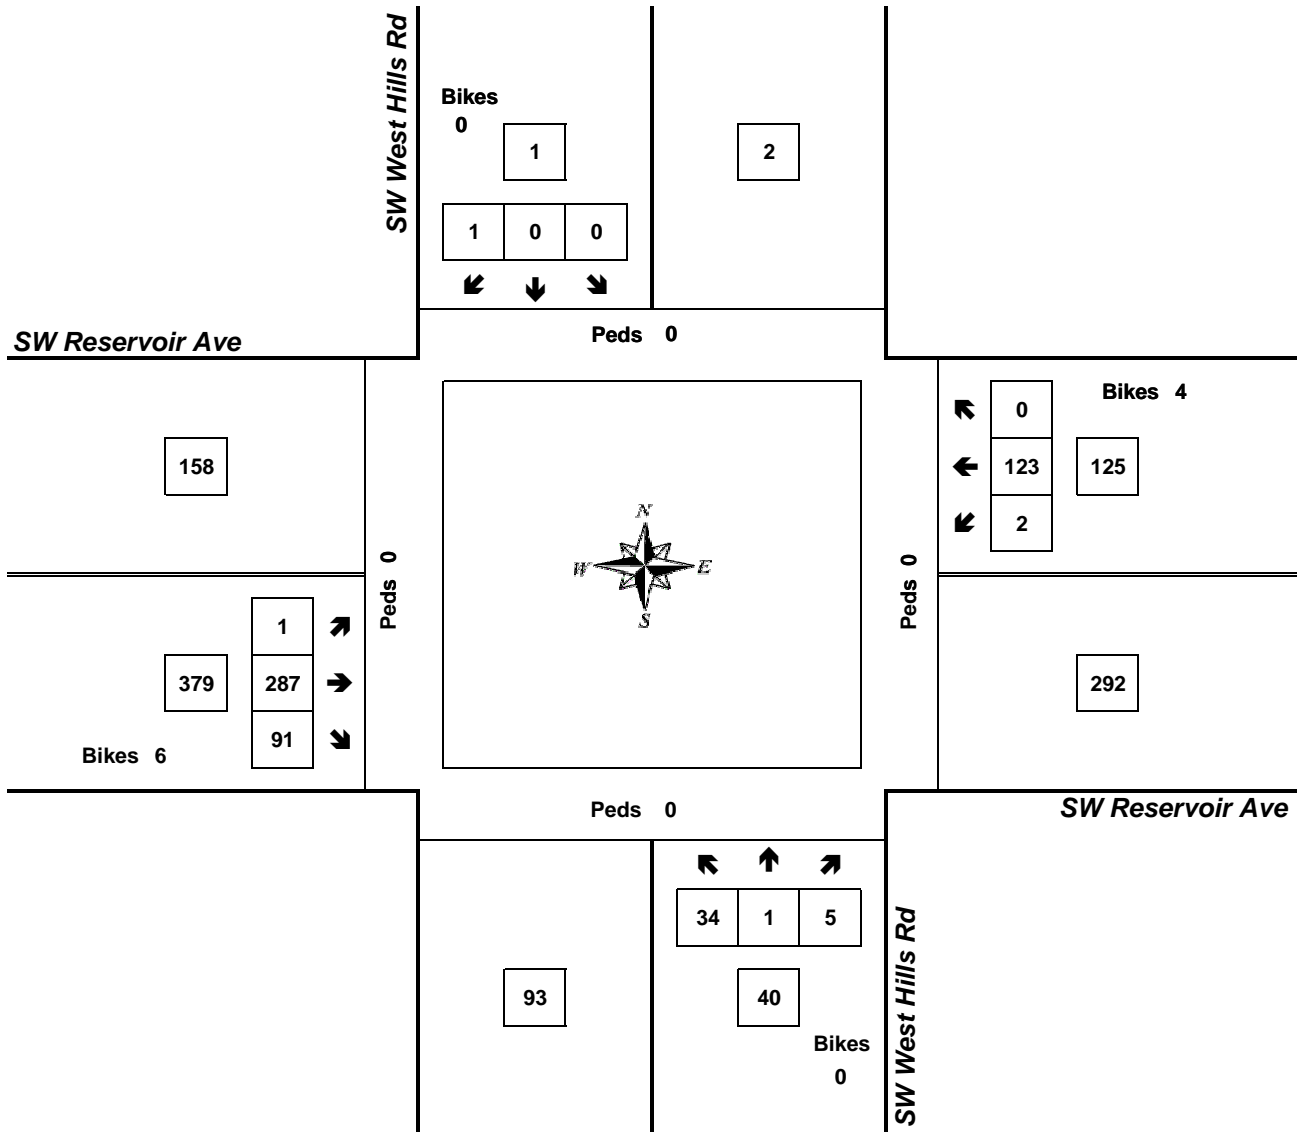 SW West Hills Rd
Bikes
0
1
2
1 0 0
Peds 0
SW Reservoir Ave
0
Bikes 4
158
123
125
2
N
W E
S
Peds 0
Peds 0
1
379
287
292
91
Bikes 6
Peds 0
SW Reservoir Ave
34 1 5
93
40
Bikes
0
SW West Hills Rd